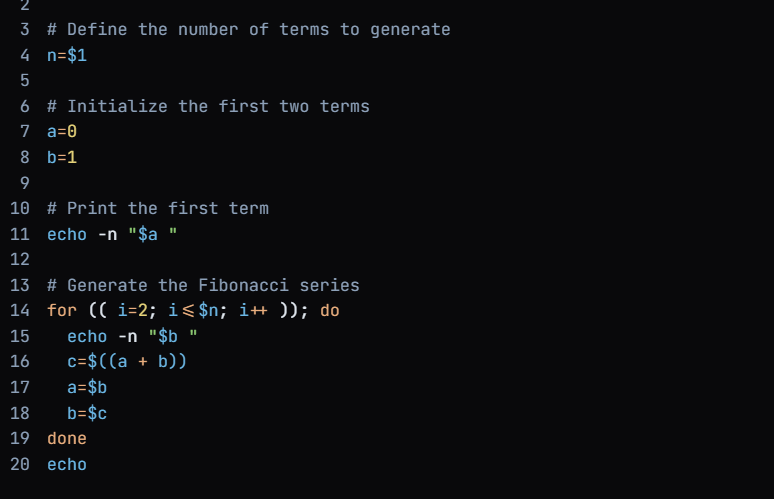 2
3 # Define the number of terms to generate
4 n=$1
5
6 # Initialize the first two terms
7 a=0
8 b=1
9
10 # Print the first term
11 echo -n "$a "
12
13 # Generate the Fibonacci series
14 for (( i=2; i<=$n; i++ )); do
15   echo -n "$b "
16   c=$((a + b))
17   a=$b
18   b=$c
19 done
20 echo